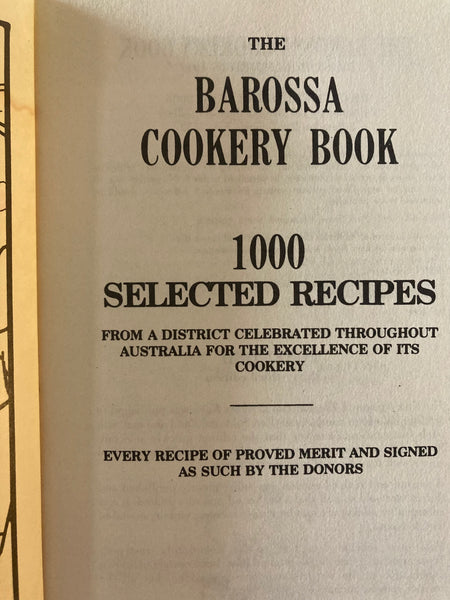 THE
BAROSSA
COOKERY BOOK
1000
SELECTED RECIPES
FROM A DISTRICT CELEBRATED THROUGHOUT
AUSTRALIA FOR THE EXCELLENCE OF ITS
COOKERY
EVERY RECIPE OF PROVED MERIT AND SIGNED
AS SUCH BY THE DONORS